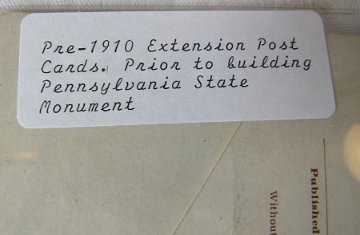 Pre-1910 Extension Post
Cards. Prior to building
Pennsylvania State
Monument
Published
Without